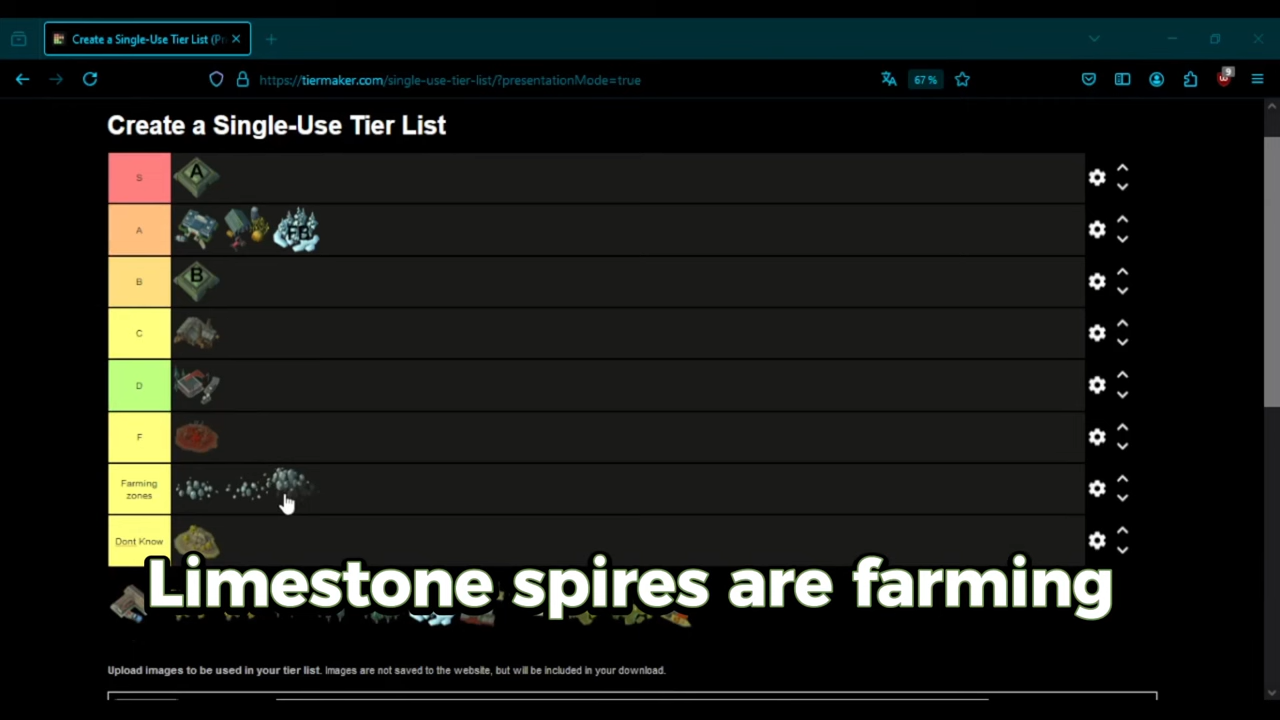 Create a Single-Use Tier List (Pr
https://tiermaker.com/single-use-tier-list/?presentationMode=true
67 %
9
Create a Single-Use Tier List
S
A
A
FB
B
B
C
D
F
Farming
zones
Dont Know
Limestone spires are farming
Upload images to be used in your tier list. Images are not saved to the website, but will be included in your download.